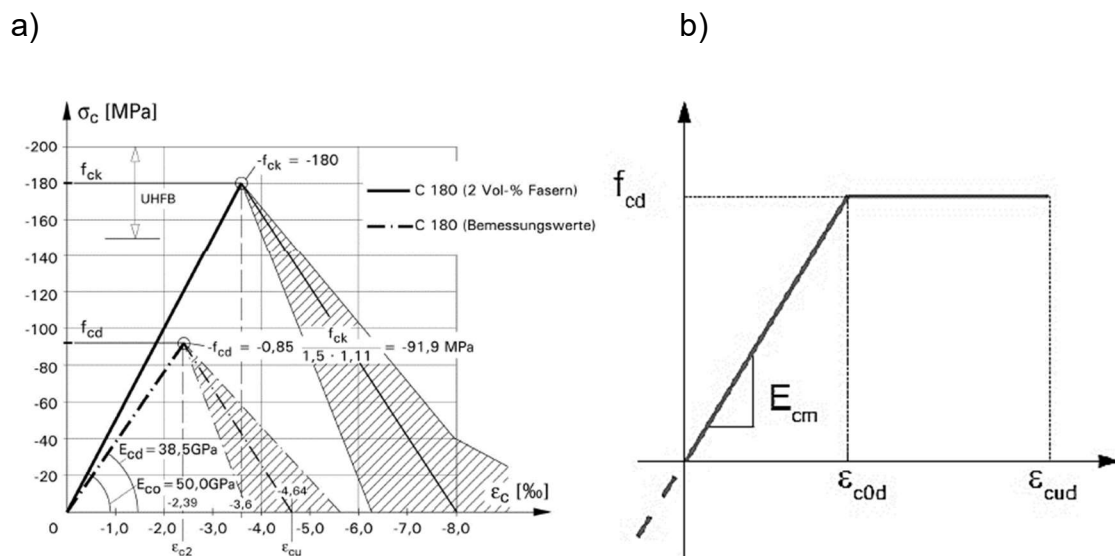 a)
b)
σc [MPa]
-200
fck
-180
-160
-140
-120
-100
fcd
-80
-60
-40
-20
0
UHFB
-fck = -180
C 180 (2 Vol-% Fasern)
C 180 (Bemessungswerte)
-fcd = -0,85 fck / 1,5 · 1,11 = -91,9 MPa
Ecd = 38,5GPa
Eco = 50,0GPa
-2,39
-3,6
-4,64
εc [‰]
-1,0
-2,0
-3,0
-4,0
-5,0
-6,0
-7,0
-8,0
εc2
εcu
fcd
Ecm
εc0d
εcud